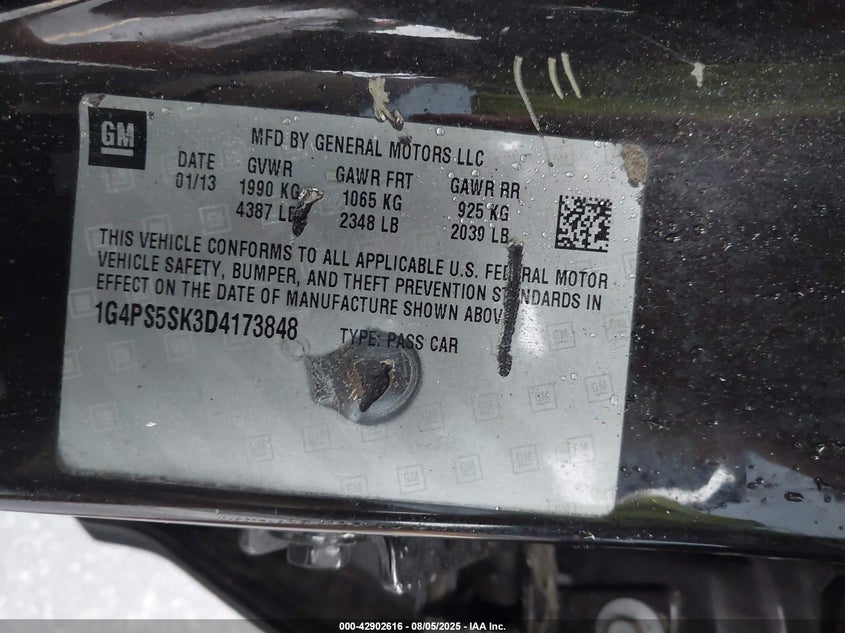 GM
MFD BY GENERAL MOTORS LLC
DATE GVWR GAWR FRT GAWR RR
01/13 1990 KG 1065 KG 925 KG
4387 LB 2348 LB 2039 LB
THIS VEHICLE CONFORMS TO ALL APPLICABLE U.S. FEDERAL MOTOR
VEHICLE SAFETY, BUMPER, AND THEFT PREVENTION STANDARDS IN
EFFECT ON THE DATE OF MANUFACTURE SHOWN ABOVE
1G4PS5SK3D4173848 TYPE: PASS CAR
000-42902616 - 08/05/2025 - IAA Inc.